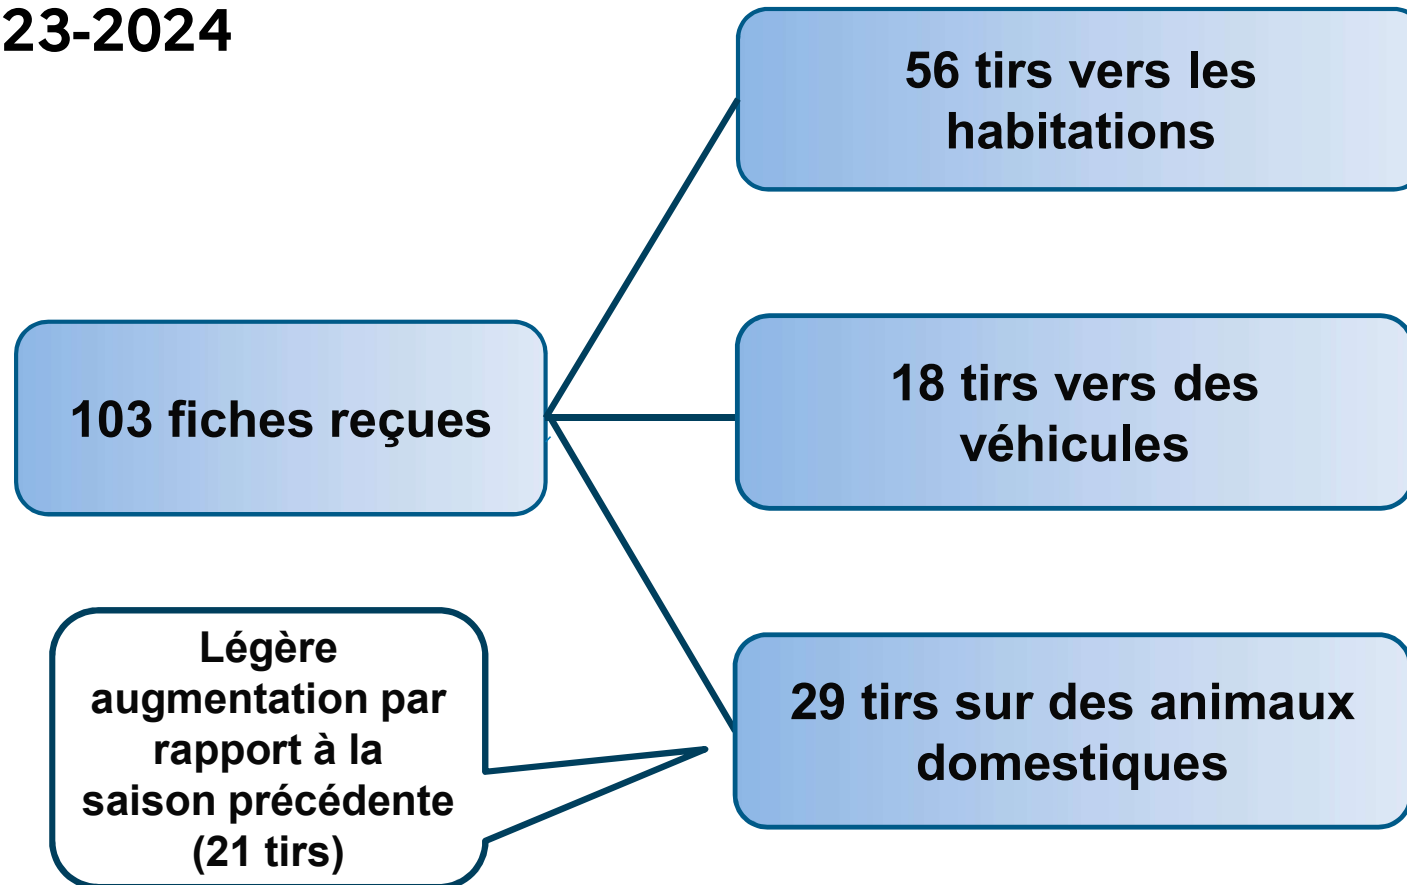 23-2024
56 tirs vers les
habitations
103 fiches reçues
18 tirs vers des
véhicules
Légère
augmentation par
rapport à la
saison précédente
(21 tirs)
29 tirs sur des animaux
domestiques